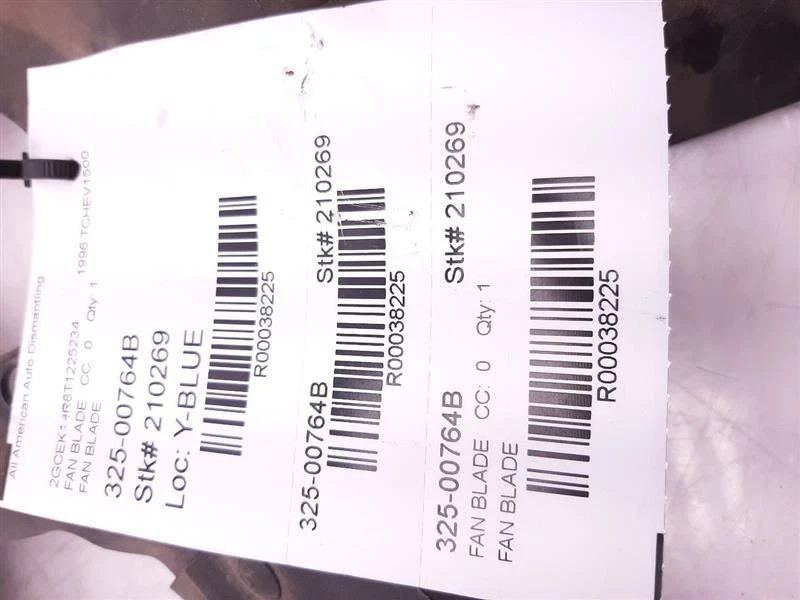 All American Auto Dismantling
2GCEK14R8T1225234 1996 TCHEV1500
FAN BLADE CC: 0 Qty 1
FAN BLADE
325-00764B
Stk# 210269
Loc: Y-BLUE
R00038225
325-00764B Stk# 210269
R00038225
325-00764B Stk# 210269
FAN BLADE CC: 0 Qty: 1
FAN BLADE
R00038225